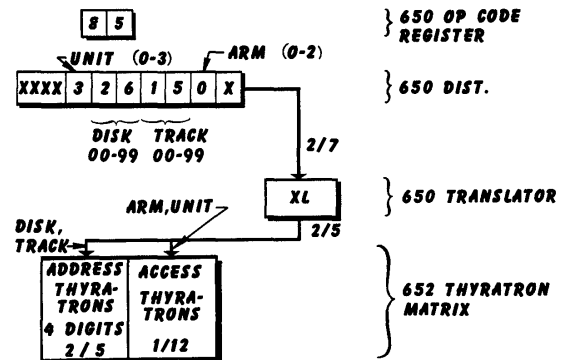 8 5
} 650 OP CODE REGISTER
UNIT (0-3)
ARM (0-2)
XXXX 3 2 6 1 5 0 X
} 650 DIST.
DISK 00-99
TRACK 00-99
2/7
XL
} 650 TRANSLATOR
2/5
ARM,UNIT
DISK, TRACK
ADDRESS THYRA-TRONS 4 DIGITS 2/5
ACCESS THYRA-TRONS 1/12
} 652 THYRATRON MATRIX